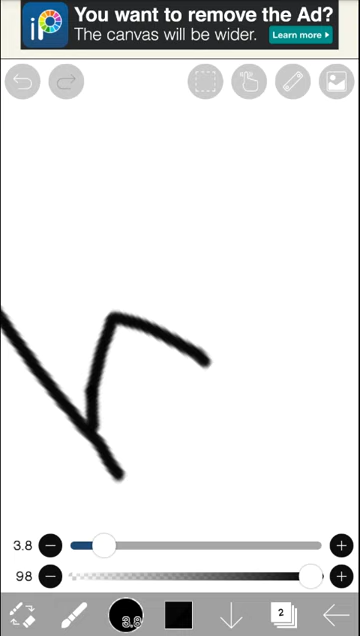 iP
You want to remove the Ad?
The canvas will be wider.
Learn more
3.8
98
3.8
2